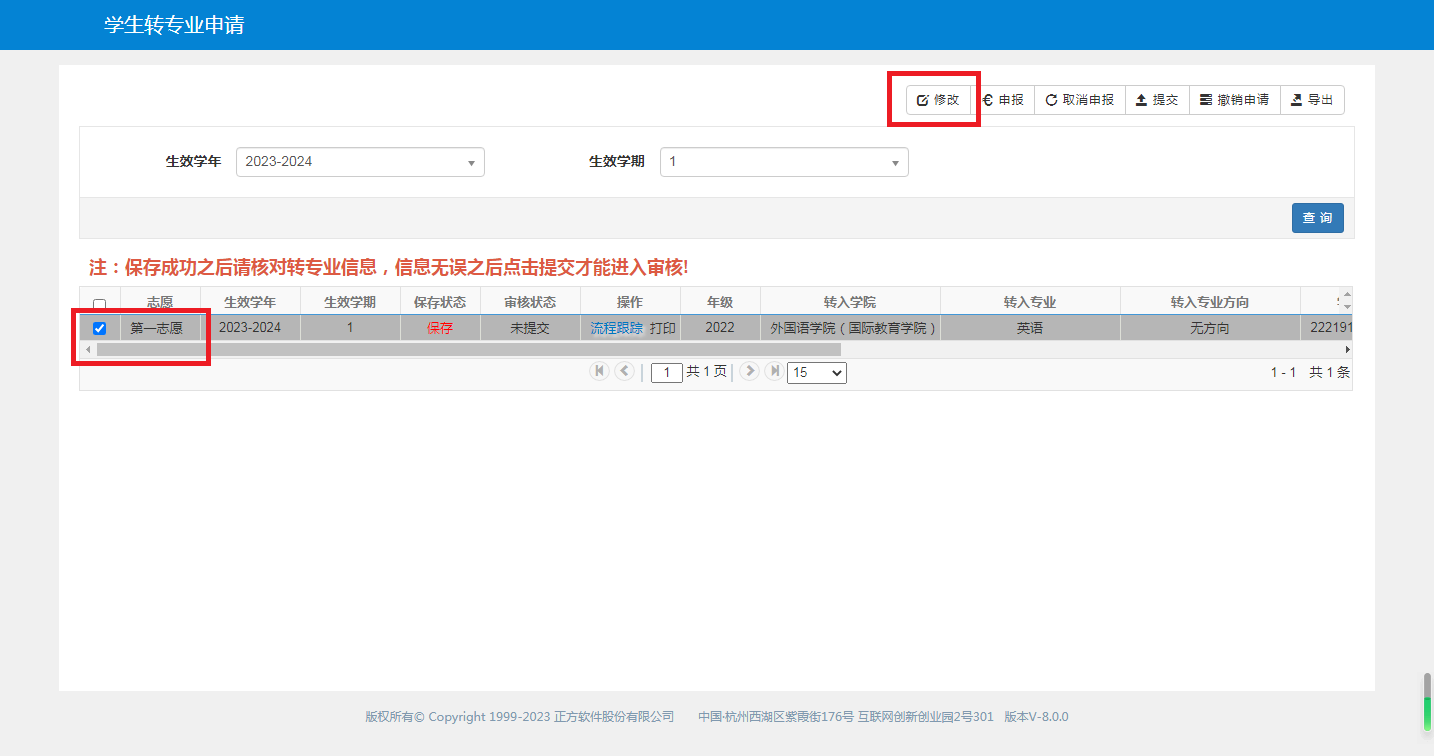 学生转专业申请
修改 申报 取消申报 提交 撤销申请 导出
生效学年 2023-2024 生效学期 1
查 询
注：保存成功之后请核对转专业信息，信息无误之后点击提交才能进入审核!
志愿 生效学年 生效学期 保存状态 审核状态 操作 年级 转入学院 转入专业 转入专业方向
第一志愿 2023-2024 1 保存 未提交 流程跟踪 打印 2022 外国语学院（国际教育学院） 英语 无方向 222191
1 共 1 页 15 1 - 1 共 1 条
版权所有© Copyright 1999-2023 正方软件股份有限公司 中国·杭州西湖区紫霞街176号 互联网创新创业园2号301 版本V-8.0.0